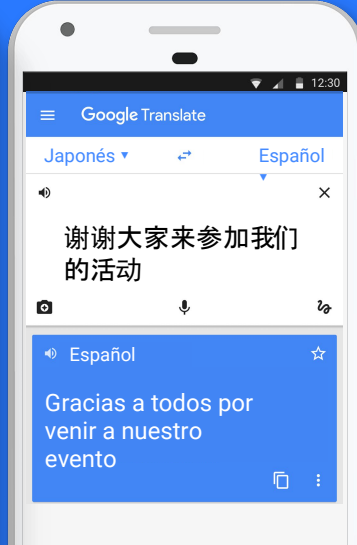 12:30
Google Translate
Japonés Español
谢谢大家来参加我们
的活动
Español
Gracias a todos por
venir a nuestro
evento